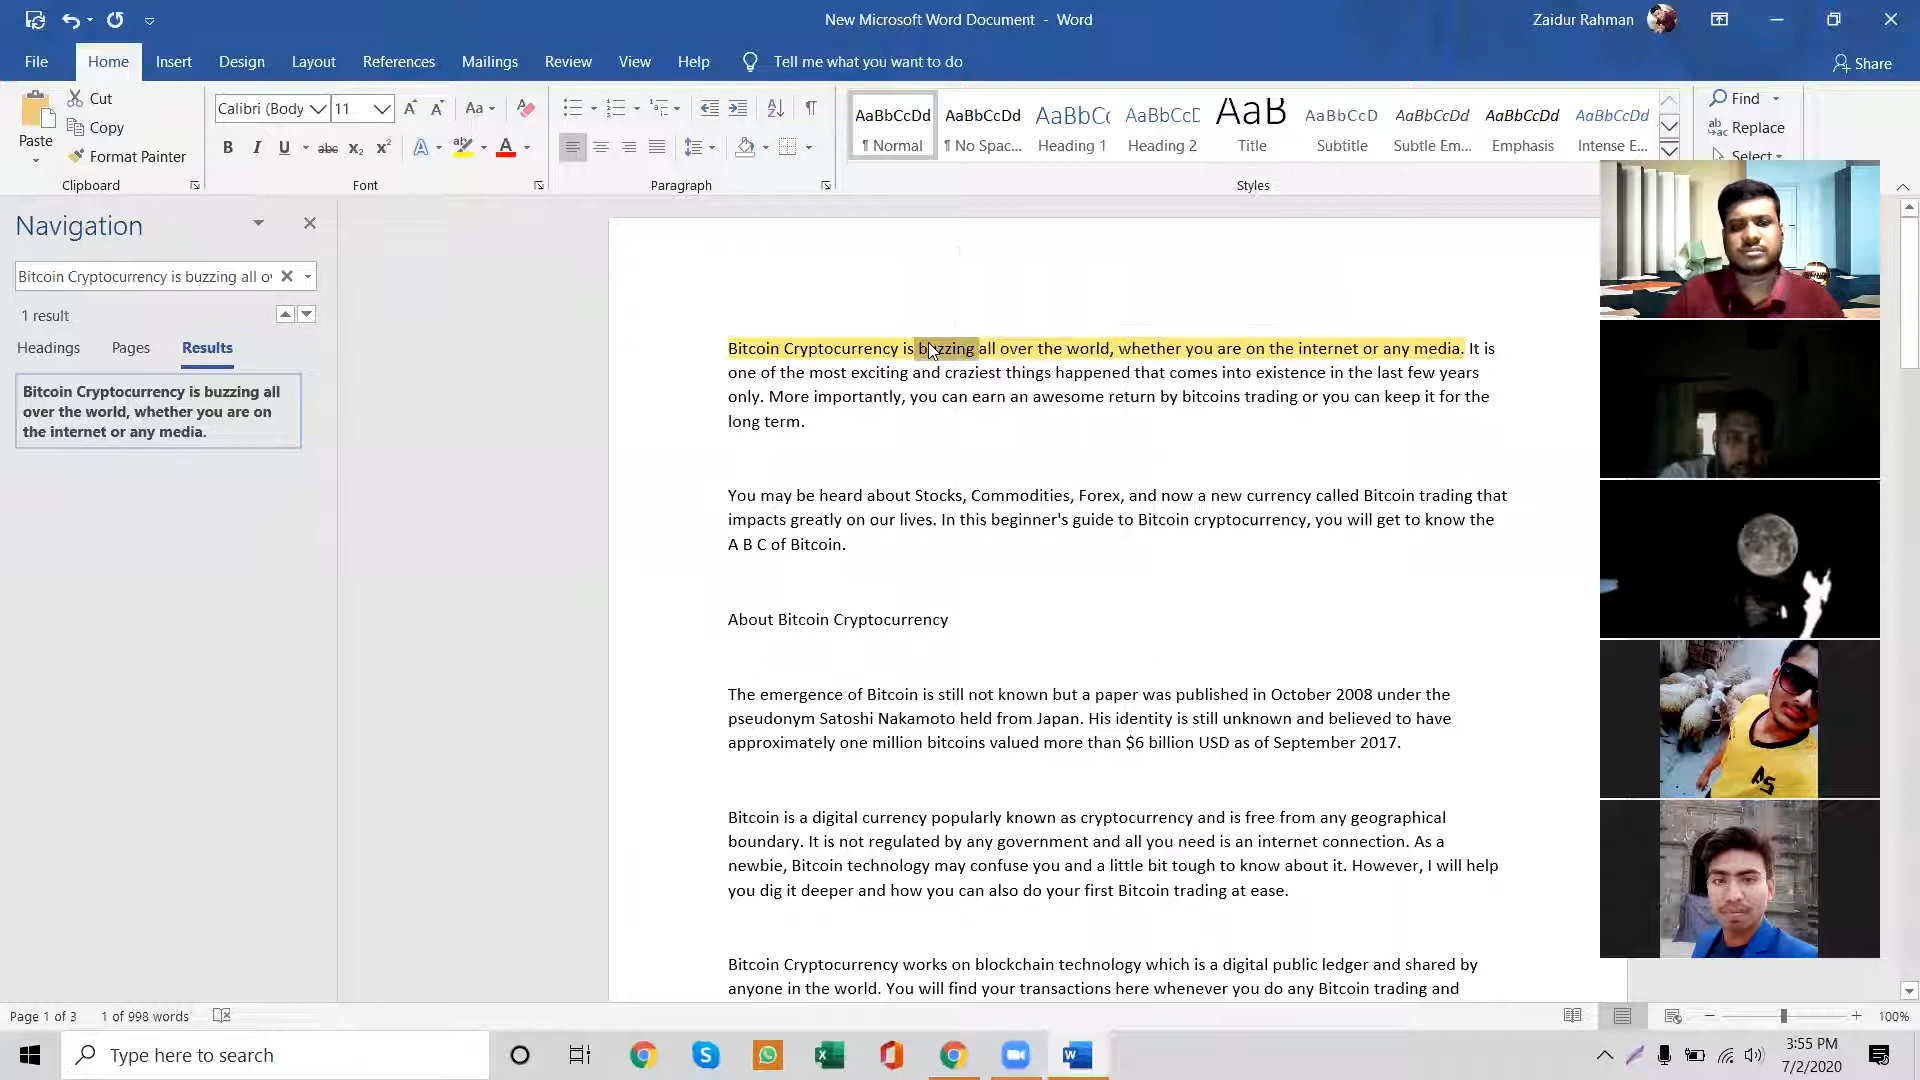 New Microsoft Word Document - Word
Zaidur Rahman
File Home Insert Design Layout References Mailings Review View Help Tell me what you want to do
Share
Paste
Cut
Copy
Format Painter
Clipboard
Calibri (Body 11
Font
Paragraph
AaBbCcDd AaBbCcDd AaBbCc AaBbCcD AaB AaBbCcD AaBbCcDd AaBbCcDd AaBbCcDd
¶ Normal ¶ No Spac... Heading 1 Heading 2 Title Subtitle Subtle Em... Emphasis Intense E...
Styles
Find
Replace
Select
Navigation
Bitcoin Cryptocurrency is buzzing all ov
1 result
Headings Pages Results
Bitcoin Cryptocurrency is buzzing all
over the world, whether you are on
the internet or any media.
Bitcoin Cryptocurrency is buzzing all over the world, whether you are on the internet or any media. It is
one of the most exciting and craziest things happened that comes into existence in the last few years
only. More importantly, you can earn an awesome return by bitcoins trading or you can keep it for the
long term.
You may be heard about Stocks, Commodities, Forex, and now a new currency called Bitcoin trading that
impacts greatly on our lives. In this beginner's guide to Bitcoin cryptocurrency, you will get to know the
A B C of Bitcoin.
About Bitcoin Cryptocurrency
The emergence of Bitcoin is still not known but a paper was published in October 2008 under the
pseudonym Satoshi Nakamoto held from Japan. His identity is still unknown and believed to have
approximately one million bitcoins valued more than $6 billion USD as of September 2017.
Bitcoin is a digital currency popularly known as cryptocurrency and is free from any geographical
boundary. It is not regulated by any government and all you need is an internet connection. As a
newbie, Bitcoin technology may confuse you and a little bit tough to know about it. However, I will help
you dig it deeper and how you can also do your first Bitcoin trading at ease.
Bitcoin Cryptocurrency works on blockchain technology which is a digital public ledger and shared by
anyone in the world. You will find your transactions here whenever you do any Bitcoin trading and
Page 1 of 3 1 of 998 words
100%
Type here to search
3:55 PM
7/2/2020